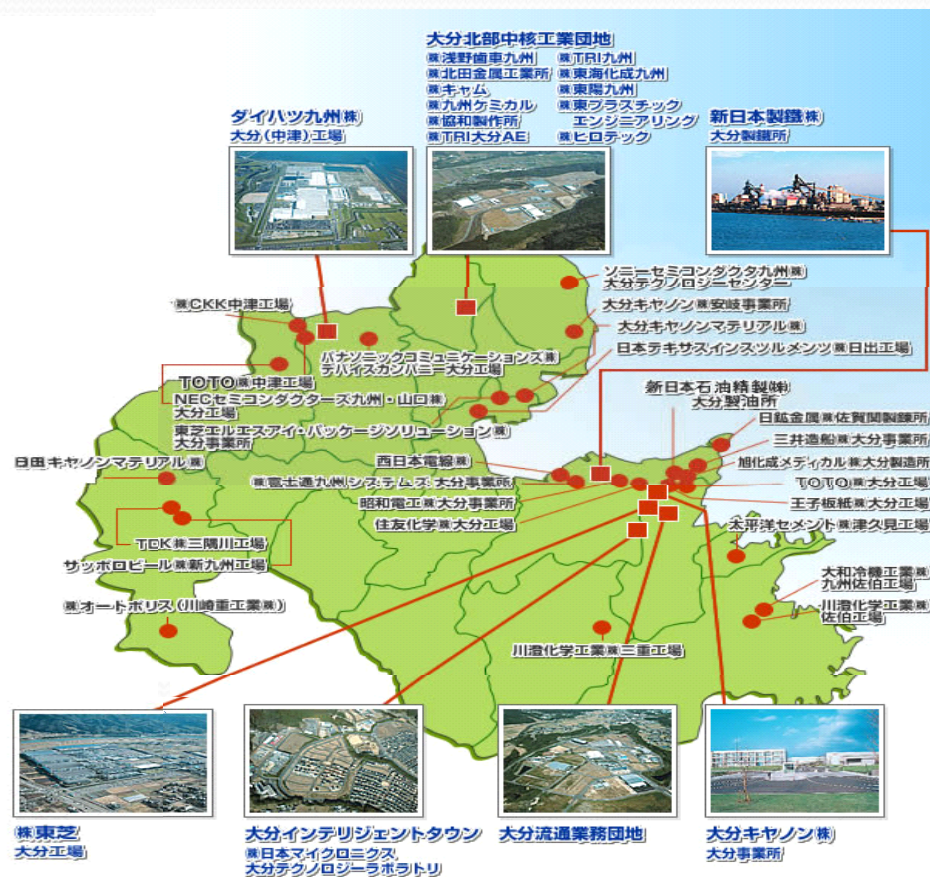 大分北部中核工業団地
㈱浅野歯車九州 ㈱TRI九州
㈱北田金属工業所 ㈱東海化成九州
㈱キャム ㈱東陽九州
㈱九州ケミカル ㈱東プラスチック
㈱協和製作所 エンジニアリング
㈱TRI大分AE ㈱ヒロテック
ダイハツ九州㈱
大分(中津)工場
新日本製鐵㈱
大分製鐵所
ソニーセミコンダクタ九州㈱
大分テクノロジーセンター
㈱CKK中津工場
大分キヤノン㈱安岐事業所
大分キヤノンマテリアル㈱
日本テキサスインスツルメンツ㈱日出工場
パナソニックコミュニケーションズ㈱
デバイスカンパニー大分工場
TOTO㈱中津工場
NECセミコンダクターズ九州・山口㈱
大分工場
新日本石油精製㈱
大分製油所
東芝エルエスアイ・パッケージソリューション㈱
大分事業所
日鉱金属㈱佐賀関製錬所
三井造船㈱大分事業所
日田キヤノンマテリアル㈱
西日本電線㈱
旭化成メディカル㈱大分製造所
㈱富士通九州システムズ 大分事業所
TOTO㈱大分工場
昭和電工㈱大分事業所
王子板紙㈱大分工場
住友化学㈱大分工場
太平洋セメント㈱津久見工場
TDK㈱三隈川工場
サッポロビール㈱新九州工場
大和冷機工業㈱
九州佐伯工場
㈱オートポリス(川崎重工業㈱)
川澄化学工業㈱
佐伯工場
川澄化学工業㈱三重工場
㈱東芝
大分工場
大分インテリジェントタウン
㈱日本マイクロニクス
大分テクノロジーラボラトリ
大分流通業務団地
大分キヤノン㈱
大分事業所